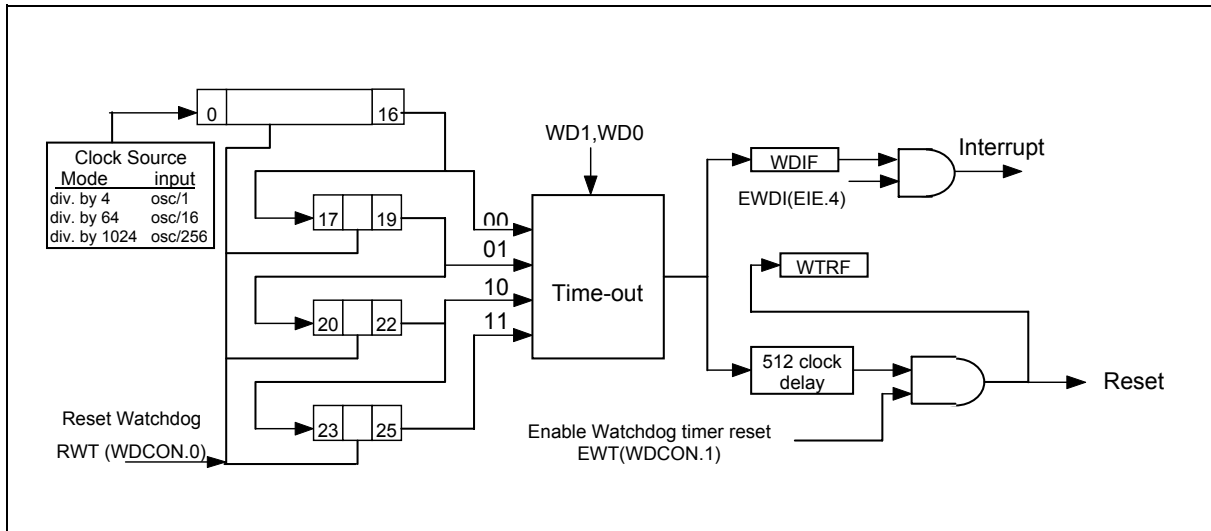 0 16
Clock Source
Mode input
div. by 4 osc/1
div. by 64 osc/16
div. by 1024 osc/256
17 19
20 22
23 25
Reset Watchdog
RWT (WDCON.0)
WD1,WD0
00
01
10
11
Time-out
WDIF
EWDI(EIE.4)
Interrupt
WTRF
512 clock
delay
Reset
Enable Watchdog timer reset
EWT(WDCON.1)